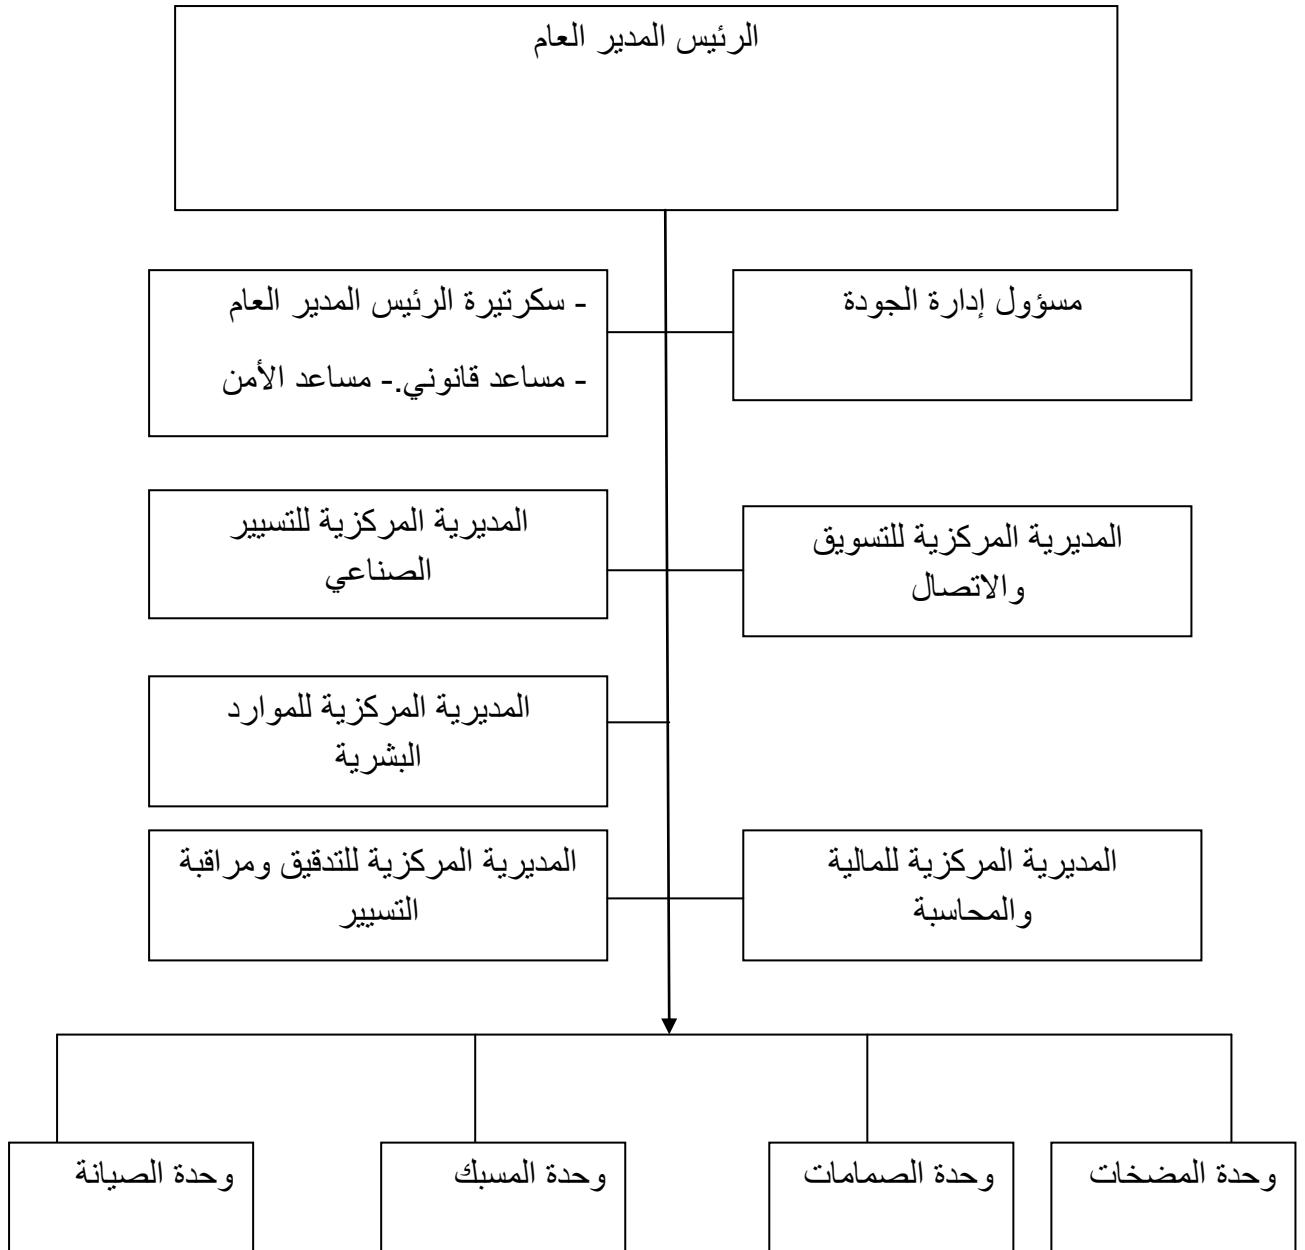 الرئيس المدير العام
مسؤول إدارة الجودة
- سكرتيرة الرئيس المدير العام
- مساعد قانوني.- مساعد الأمن
المديرية المركزية للتسويق
والاتصال
المديرية المركزية للتسيير
الصناعي
المديرية المركزية للموارد
البشرية
المديرية المركزية للمالية
والمحاسبة
المديرية المركزية للتدقيق ومراقبة
التسيير
وحدة المضخات
وحدة الصمامات
وحدة المسبك
وحدة الصيانة